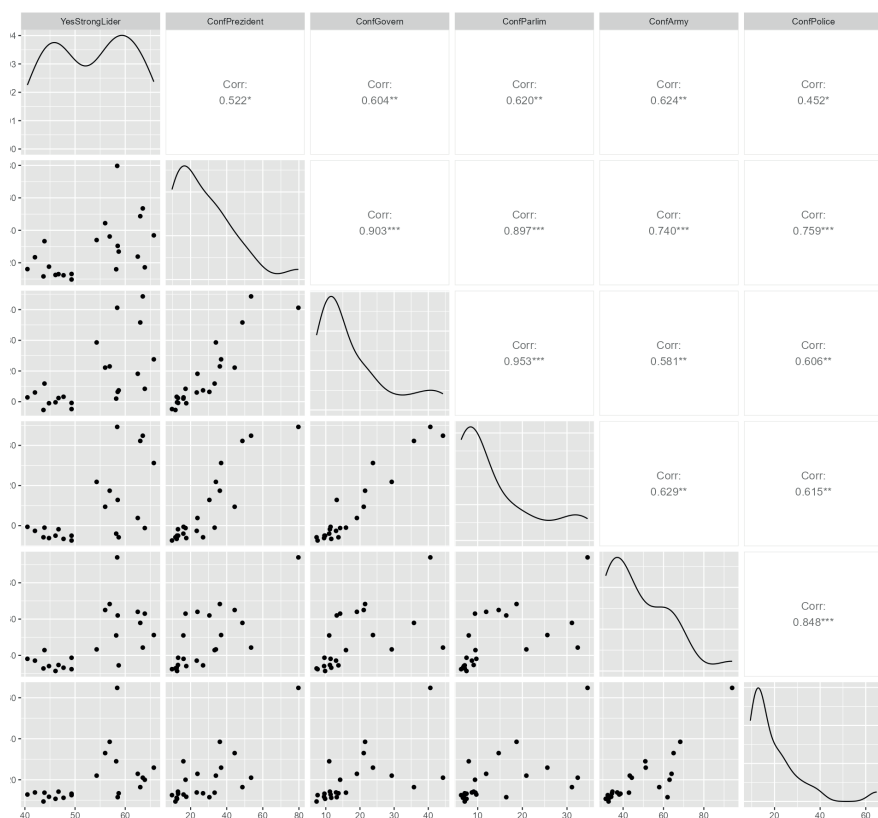 YesStrongLider ConfPrezident ConfGovern ConfParlim ConfArmy ConfPolice
Corr: Corr: Corr: Corr: Corr:
0.522* 0.604** 0.620** 0.624** 0.452*
Corr: Corr: Corr: Corr:
0.903*** 0.897*** 0.740*** 0.759***
Corr: Corr: Corr:
0.953*** 0.581** 0.606**
Corr: Corr:
0.629** 0.615**
Corr:
0.848***
40 50 60 20 40 60 80 10 20 30 40 10 20 30 40 60 80 20 40 60